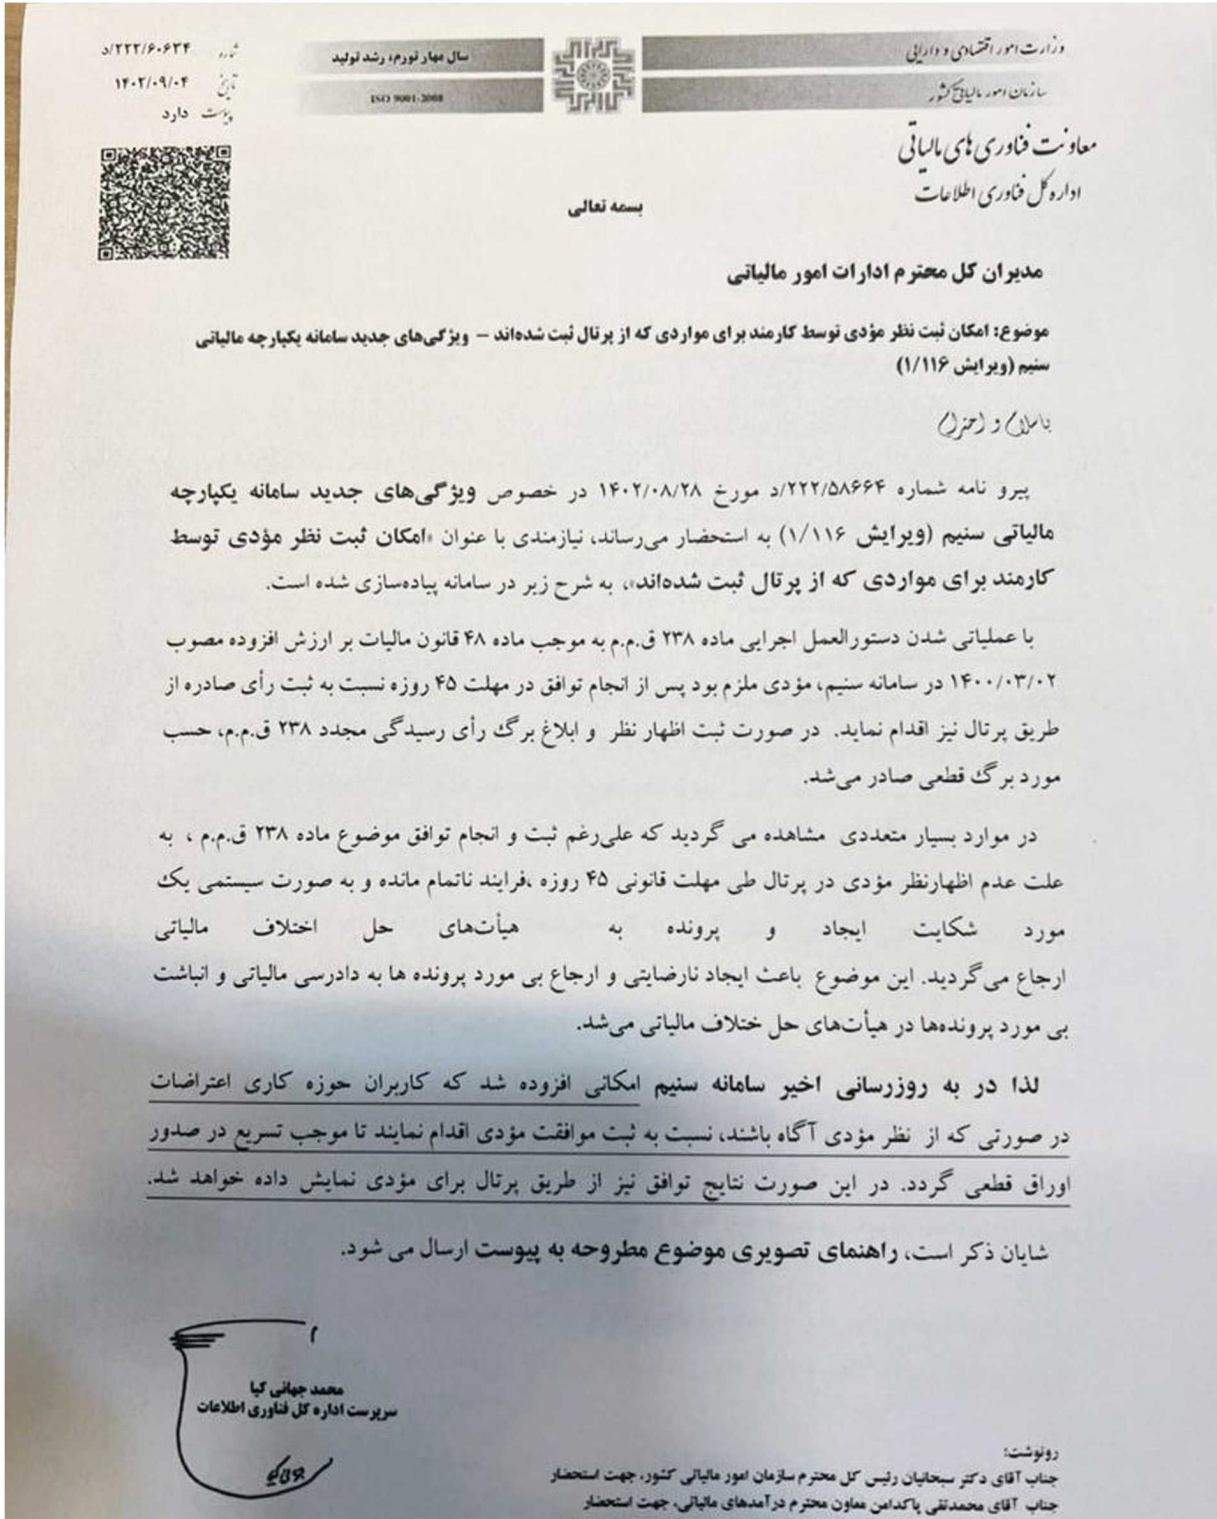 وزارت امور اقتصادی و دارایی
سازمان امور مالیاتی کشور
سال مهار تورم، رشد تولید
ISO 9001-2008
شماره ۲۲۲/۶۰۶۳۴/د
تاریخ ۱۴۰۲/۰۹/۰۴
پیوست دارد
معاونت فناوری های مالیاتی
اداره کل فناوری اطلاعات
بسمه تعالی
مدیران کل محترم ادارات امور مالیاتی
موضوع: امکان ثبت نظر مؤدی توسط کارمند برای مواردی که از پرتال ثبت شده‌اند – ویژگی‌های جدید سامانه یکپارچه مالیاتی
سنیم (ویرایش ۱/۱۱۶)
باسلام و احترام
پیرو نامه شماره ۲۲۲/۵۸۶۶۴/د مورخ ۱۴۰۲/۰۸/۲۸ در خصوص ویژگی‌های جدید سامانه یکپارچه
مالیاتی سنیم (ویرایش ۱/۱۱۶) به استحضار می‌رساند، نیازمندی با عنوان «امکان ثبت نظر مؤدی توسط
کارمند برای مواردی که از پرتال ثبت شده‌اند»، به شرح زیر در سامانه پیاده‌سازی شده است.
با عملیاتی شدن دستورالعمل اجرایی ماده ۲۳۸ ق.م.م به موجب ماده ۴۸ قانون مالیات بر ارزش افزوده مصوب
۱۴۰۰/۰۳/۰۲ در سامانه سنیم، مؤدی ملزم بود پس از انجام توافق در مهلت ۴۵ روزه نسبت به ثبت رأی صادره از
طریق پرتال نیز اقدام نماید. در صورت ثبت اظهار نظر و ابلاغ برگ رأی رسیدگی مجدد ۲۳۸ ق.م.م، حسب
مورد برگ قطعی صادر می‌شد.
در موارد بسیار متعددی مشاهده می گردید که علی‌رغم ثبت و انجام توافق موضوع ماده ۲۳۸ ق.م.م ، به
علت عدم اظهارنظر مؤدی در پرتال طی مهلت قانونی ۴۵ روزه ،فرایند ناتمام مانده و به صورت سیستمی یک
مورد شکایت ایجاد و پرونده به هیأت‌های حل اختلاف مالیاتی
ارجاع می‌گردید. این موضوع باعث ایجاد نارضایتی و ارجاع بی مورد پرونده ها به دادرسی مالیاتی و انباشت
بی مورد پرونده‌ها در هیأت‌های حل ختلاف مالیاتی می‌شد.
لذا در به روزرسانی اخیر سامانه سنیم امکانی افزوده شد که کاربران حوزه کاری اعتراضات
در صورتی که از نظر مؤدی آگاه باشند، نسبت به ثبت موافقت مؤدی اقدام نمایند تا موجب تسریع در صدور
اوراق قطعی گردد. در این صورت نتایج توافق نیز از طریق پرتال برای مؤدی نمایش داده خواهد شد.
شایان ذکر است، راهنمای تصویری موضوع مطروحه به پیوست ارسال می شود.
محمد جهانی کیا
سرپرست اداره کل فناوری اطلاعات
رونوشت:
جناب آقای دکتر سبحانیان رئیس کل محترم سازمان امور مالیاتی کشور، جهت استحضار
جناب آقای محمدتقی پاکدامن معاون محترم درآمدهای مالیاتی، جهت استحضار